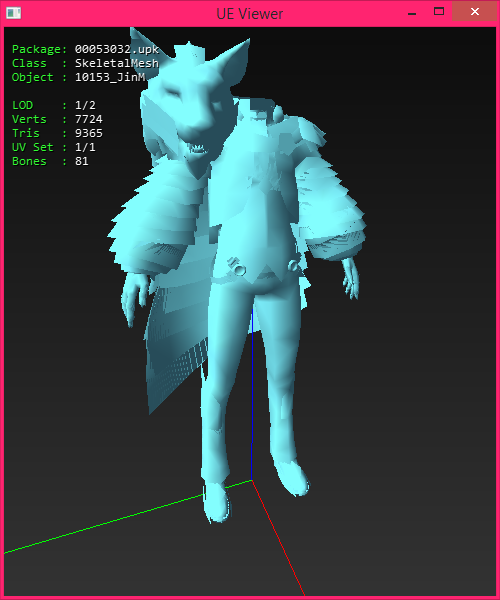 UE Viewer
Package: 00053032.upk
Class : SkeletalMesh
Object : 10153_JinM
LOD : 1/2
Verts : 7724
Tris : 9365
UV Set : 1/1
Bones : 81